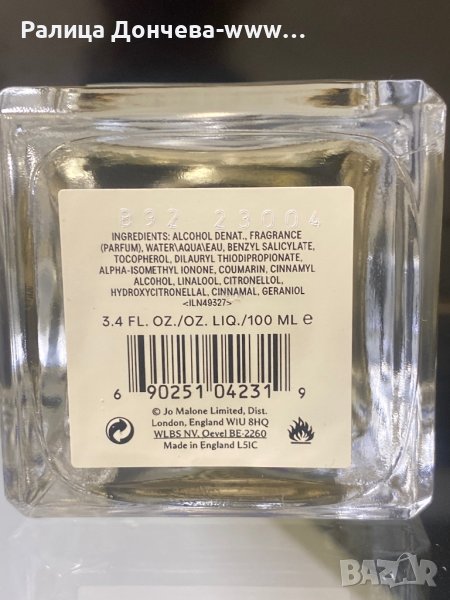 Ралица Дончева-www...
B92 23004
INGREDIENTS: ALCOHOL DENAT., FRAGRANCE
(PARFUM), WATER\AQUA\EAU, BENZYL SALICYLATE,
TOCOPHEROL, DILAURYL THIODIPROPIONATE,
ALPHA-ISOMETHYL IONONE, COUMARIN, CINNAMYL
ALCOHOL, LINALOOL, CITRONELLOL,
HYDROXYCITRONELLAL, CINNAMAL, GERANIOL
<ILN49327>
3.4 FL. OZ./OZ. LIQ./100 ML ℮
6 90251 04231 9
© Jo Malone Limited, Dist.
London, England W1U 8HQ
WLBS NV. Oevel BE-2260
Made in England L51C
BAZAR